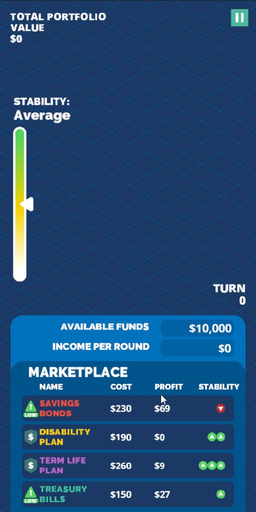 TOTAL PORTFOLIO
VALUE
$0
STABILITY:
Average
TURN
0
AVAILABLE FUNDS $10,000
INCOME PER ROUND $0
MARKETPLACE
NAME COST PROFIT STABILITY
LOW SAVINGS BONDS $230 $69
$ DISABILITY PLAN $190 $0
$ TERM LIFE PLAN $260 $9
LOW TREASURY BILLS $150 $27